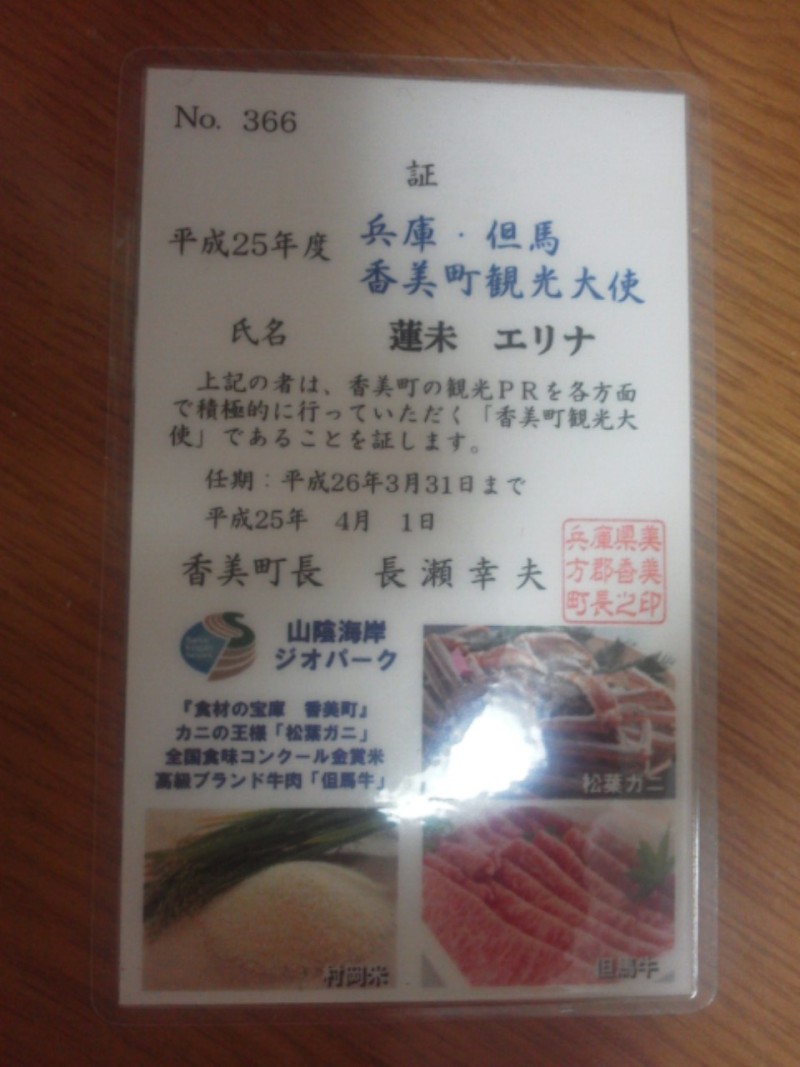 No. 366
証
平成25年度 兵庫・但馬
香美町観光大使
氏名 蓮未 エリナ
上記の者は、香美町の観光PRを各方面
で積極的に行っていただく「香美町観光大
使」であることを証します。
任期：平成26年3月31日まで
平成25年 4月 1日
香美町長 長瀬幸夫
兵庫県美
方郡香美
町長之印
山陰海岸
ジオパーク
『食材の宝庫 香美町』
カニの王様「松葉ガニ」
全国食味コンクール金賞米
高級ブランド牛肉「但馬牛」
松葉ガニ
村岡米
但馬牛